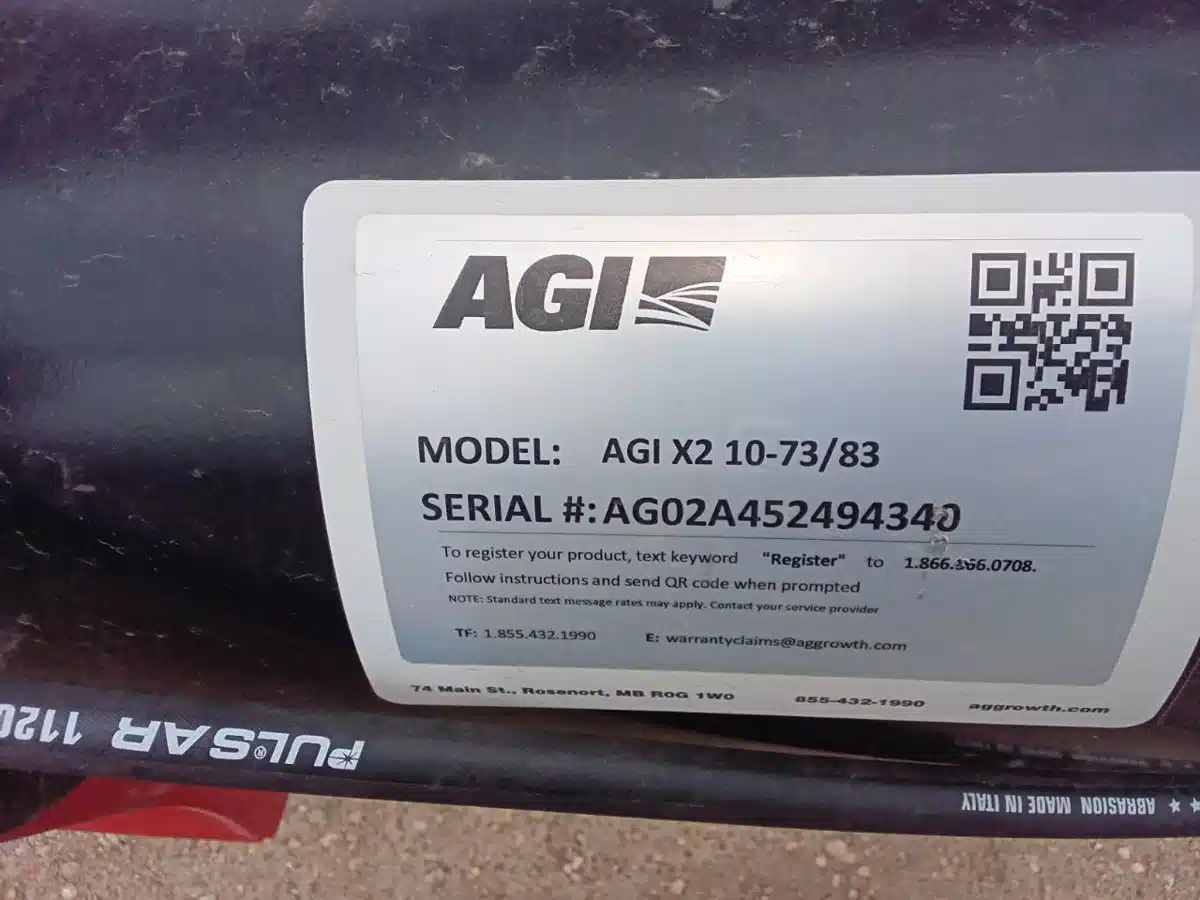 AGI
MODEL: AGI X2 10-73/83
SERIAL #:AG02A452494340
To register your product, text keyword "Register" to
Follow instructions and send QR code when prompted
NOTE: Standard text message rates may apply. Contact your service provider
TF: 1.855.432.1990 E: warrantyclaims@aggrowth.com
74 Main St., Rosenort, MB R0G 1W0 855-432-1990 aggrowth.com
PULSAR®
ABRASION MADE IN ITALY